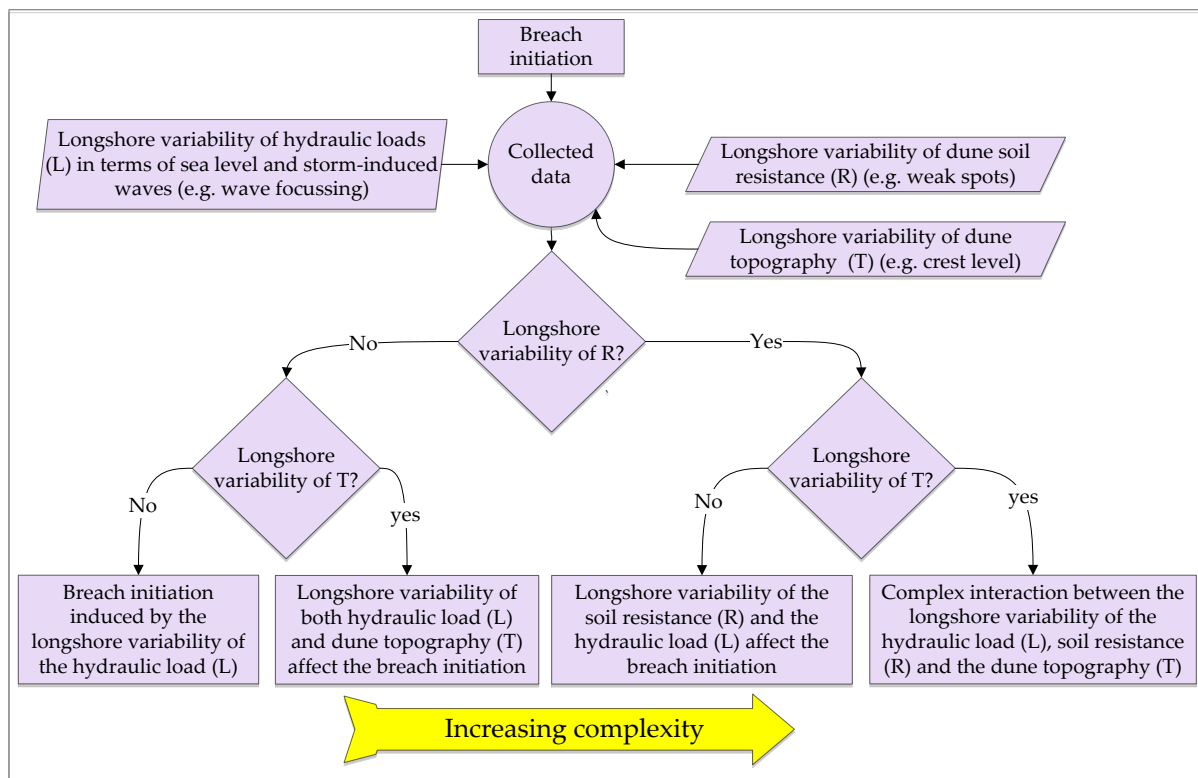 Breach
initiation
Longshore variability of hydraulic loads
(L) in terms of sea level and storm-induced
waves (e.g. wave focussing)
Collected
data
Longshore variability of dune soil
resistance (R) (e.g. weak spots)
Longshore variability of dune
topography (T) (e.g. crest level)
Longshore
variability of R?
No
Yes
Longshore
variability of T?
Longshore
variability of T?
No
yes
No
yes
Breach initiation
induced by the
longshore variability of
the hydraulic load (L)
Longshore variability of
both hydraulic load (L)
and dune topography (T)
affect the breach initiation
Longshore variability of the
soil resistance (R) and the
hydraulic load (L) affect the
breach initiation
Complex interaction between the
longshore variability of the
hydraulic load (L), soil resistance
(R) and the dune topography (T)
Increasing complexity